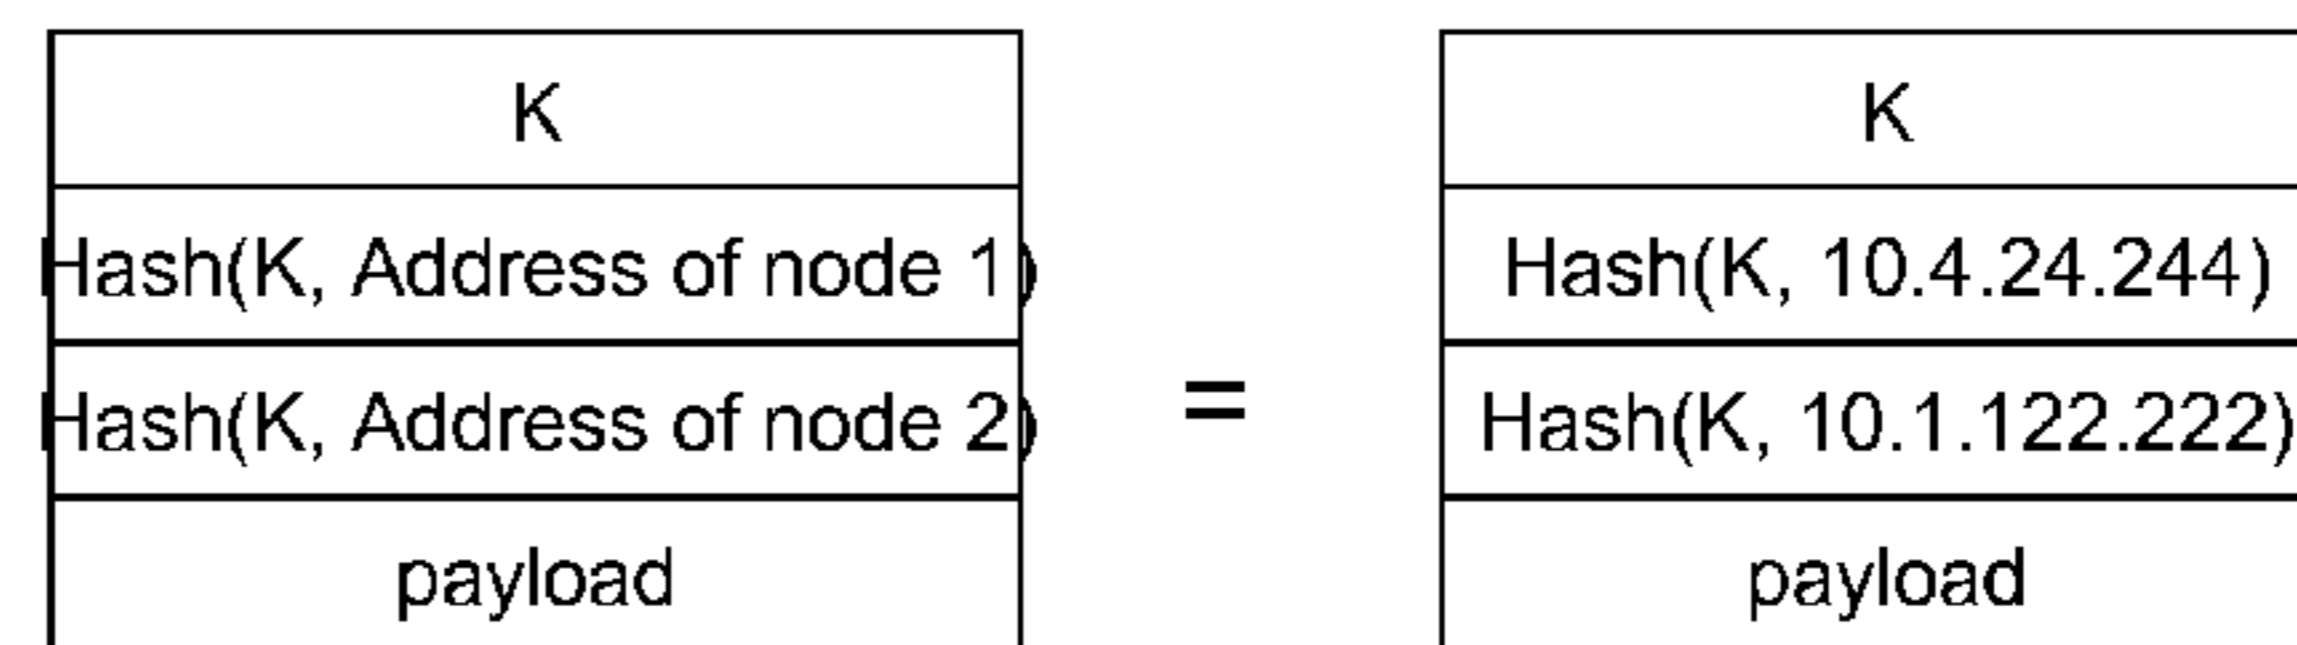 K
Hash(K, Address of node 1)
Hash(K, Address of node 2)
payload
=
K
Hash(K, 10.4.24.244)
Hash(K, 10.1.122.222)
payload